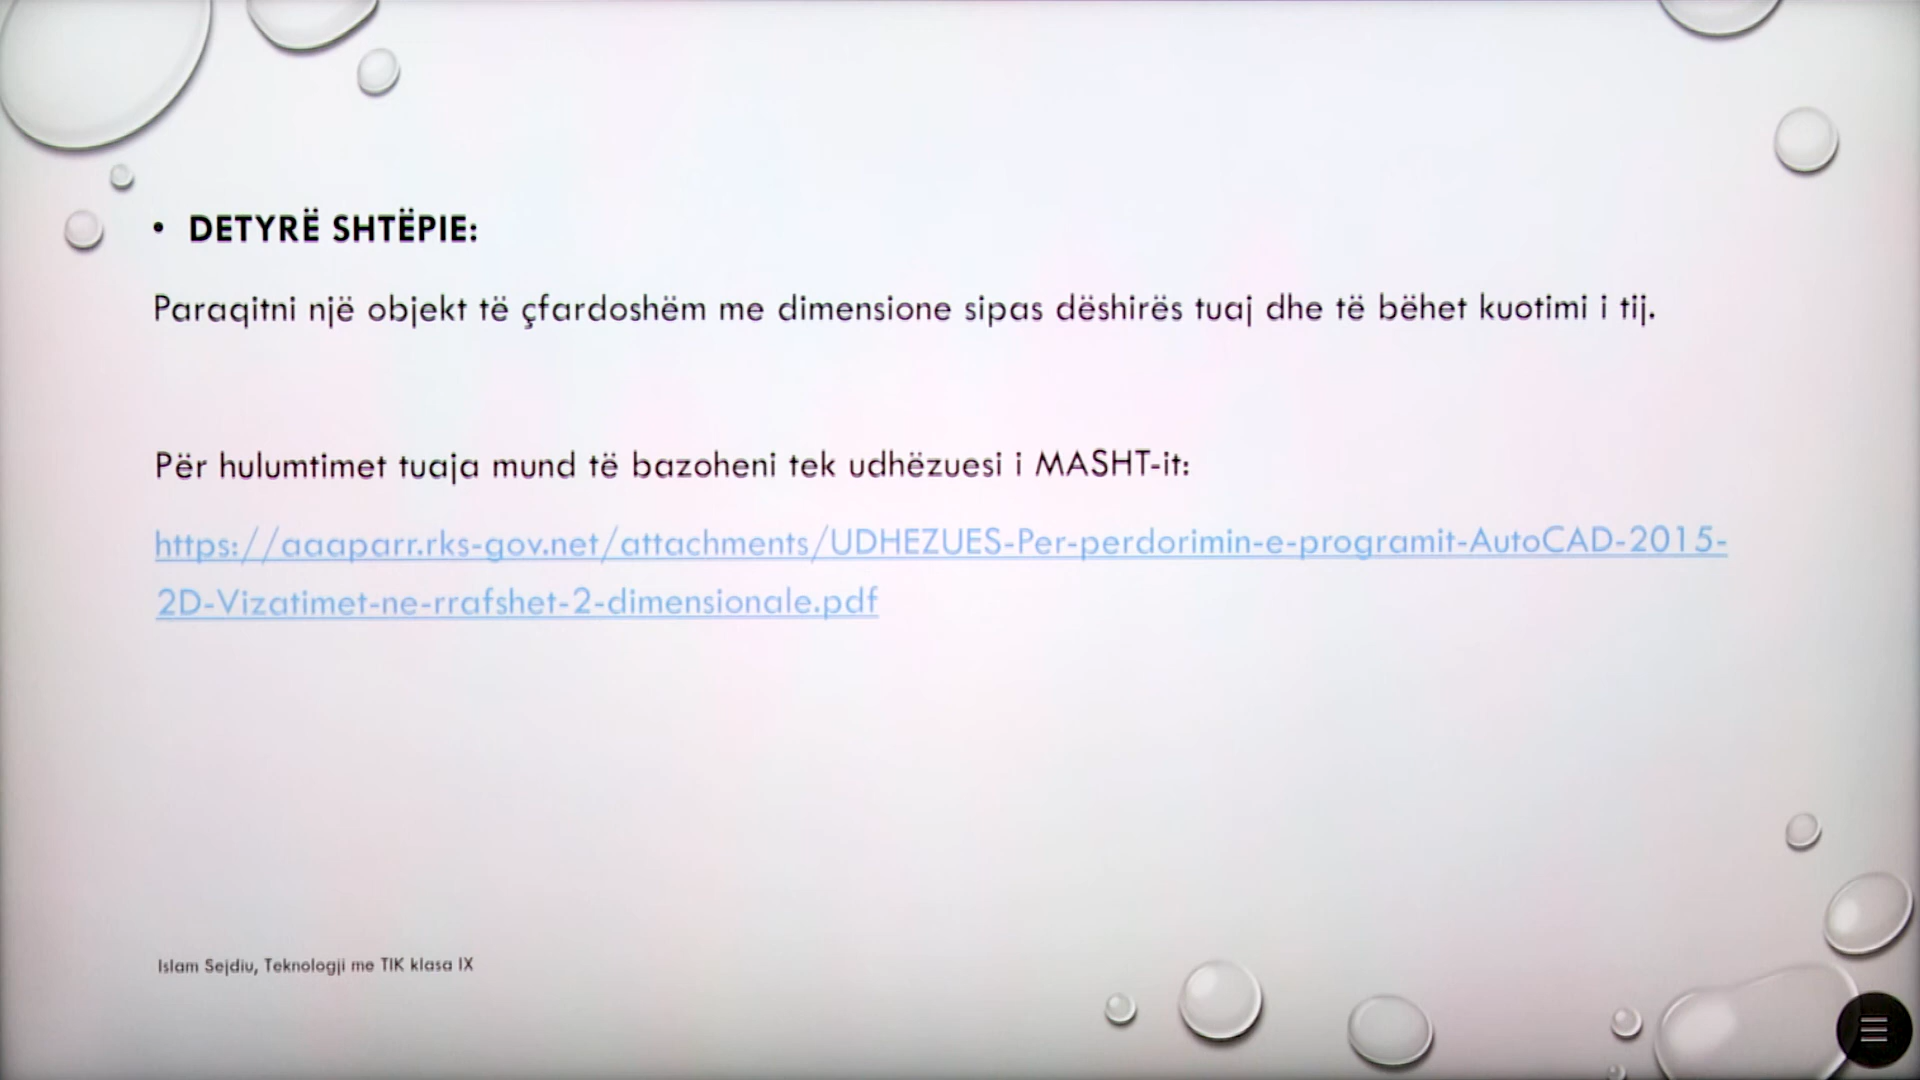 • DETYRË SHTËPIE:
Paraqitni një objekt të çfardoshëm me dimensione sipas dëshirës tuaj dhe të bëhet kuotimi i tij.
Për hulumtimet tuaja mund të bazoheni tek udhëzuesi i MASHT-it:
https://aaaparr.rks-gov.net/attachments/UDHEZUES-Per-perdorimin-e-programit-AutoCAD-2015-
2D-Vizatimet-ne-rrafshet-2-dimensionale.pdf
Islam Sejdiu, Teknologji me TIK klasa IX